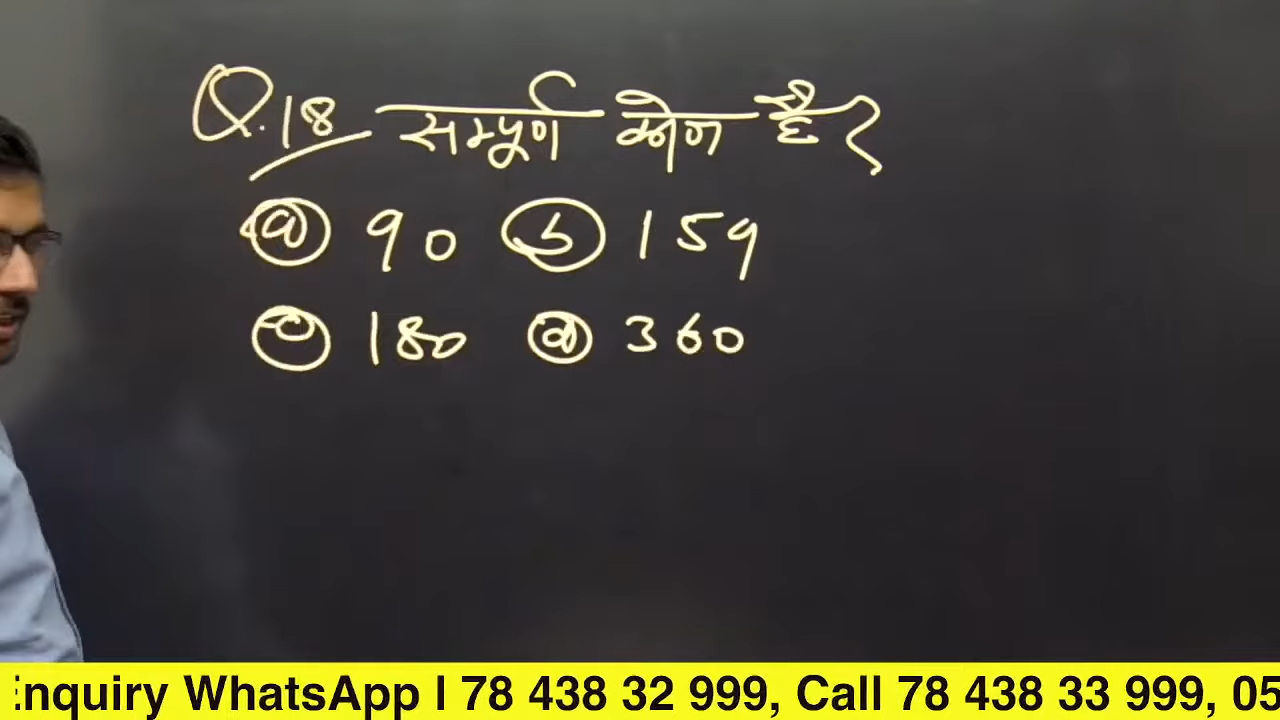 Q.18 सम्पूर्ण कोण है?
(a) 90 (b) 159
(c) 180 (d) 360
Enquiry WhatsApp I 78 438 32 999, Call 78 438 33 999, 05